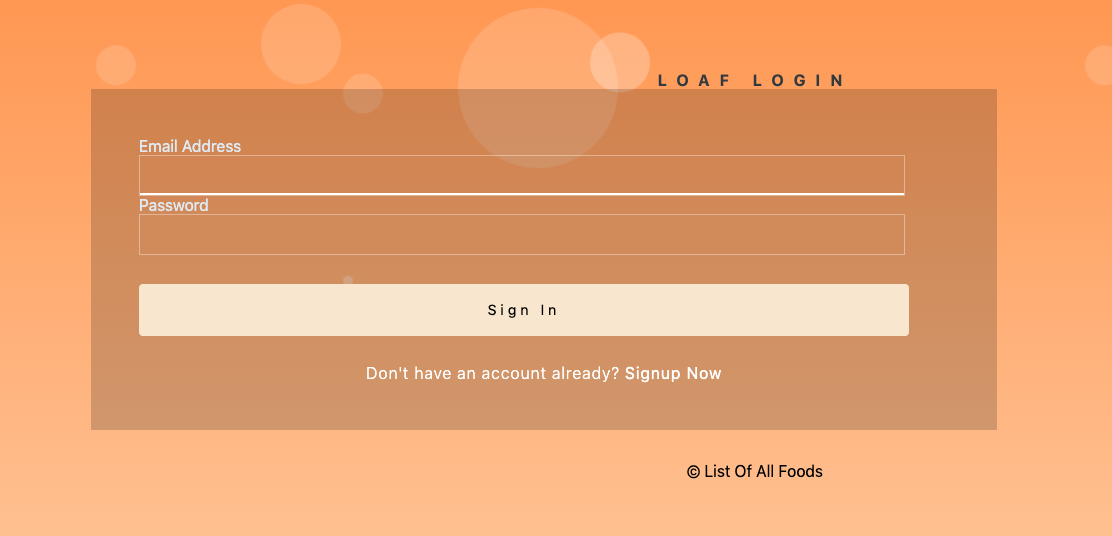 LOAF LOGIN
Email Address
Password
Sign In
Don't have an account already? Signup Now
© List Of All Foods